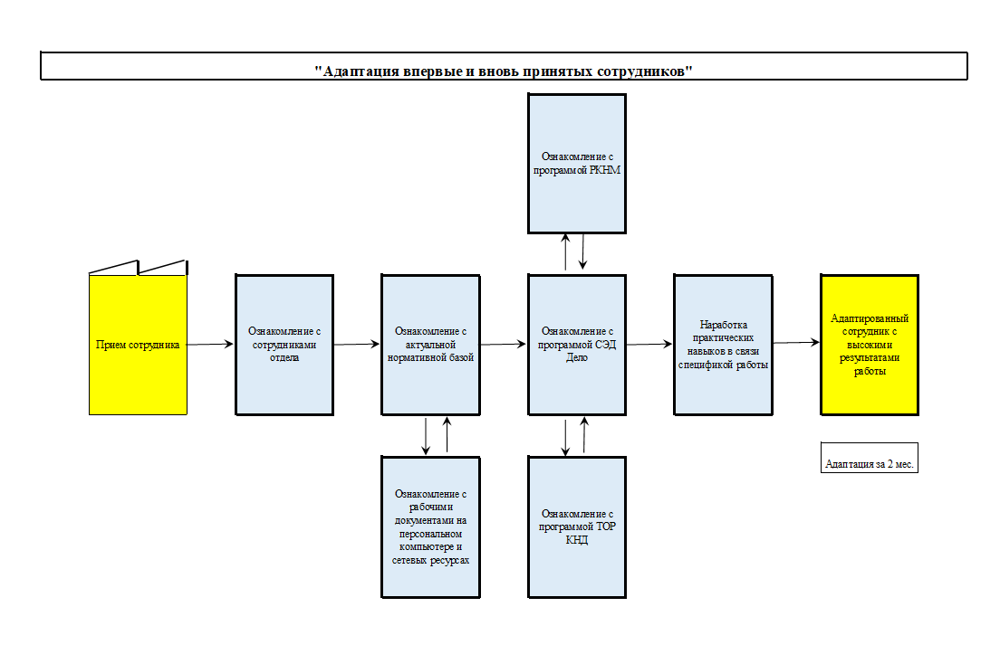 "Адаптация впервые и вновь принятых сотрудников"
Ознакомление с
программой РКНМ
Прием сотрудника
Ознакомление с
сотрудниками
отдела
Ознакомление с
актуальной
нормативной базой
Ознакомление с
программой СЭД
Дело
Наработка
практических
навыков в связи
спецификой работы
Адаптированный
сотрудник с
высокими
результатами
работы
Адаптация за 2 мес.
Ознакомление с
рабочими
документами на
персональном
компьютере и
сетевых ресурсах
Ознакомление с
программой ТОР
КНД